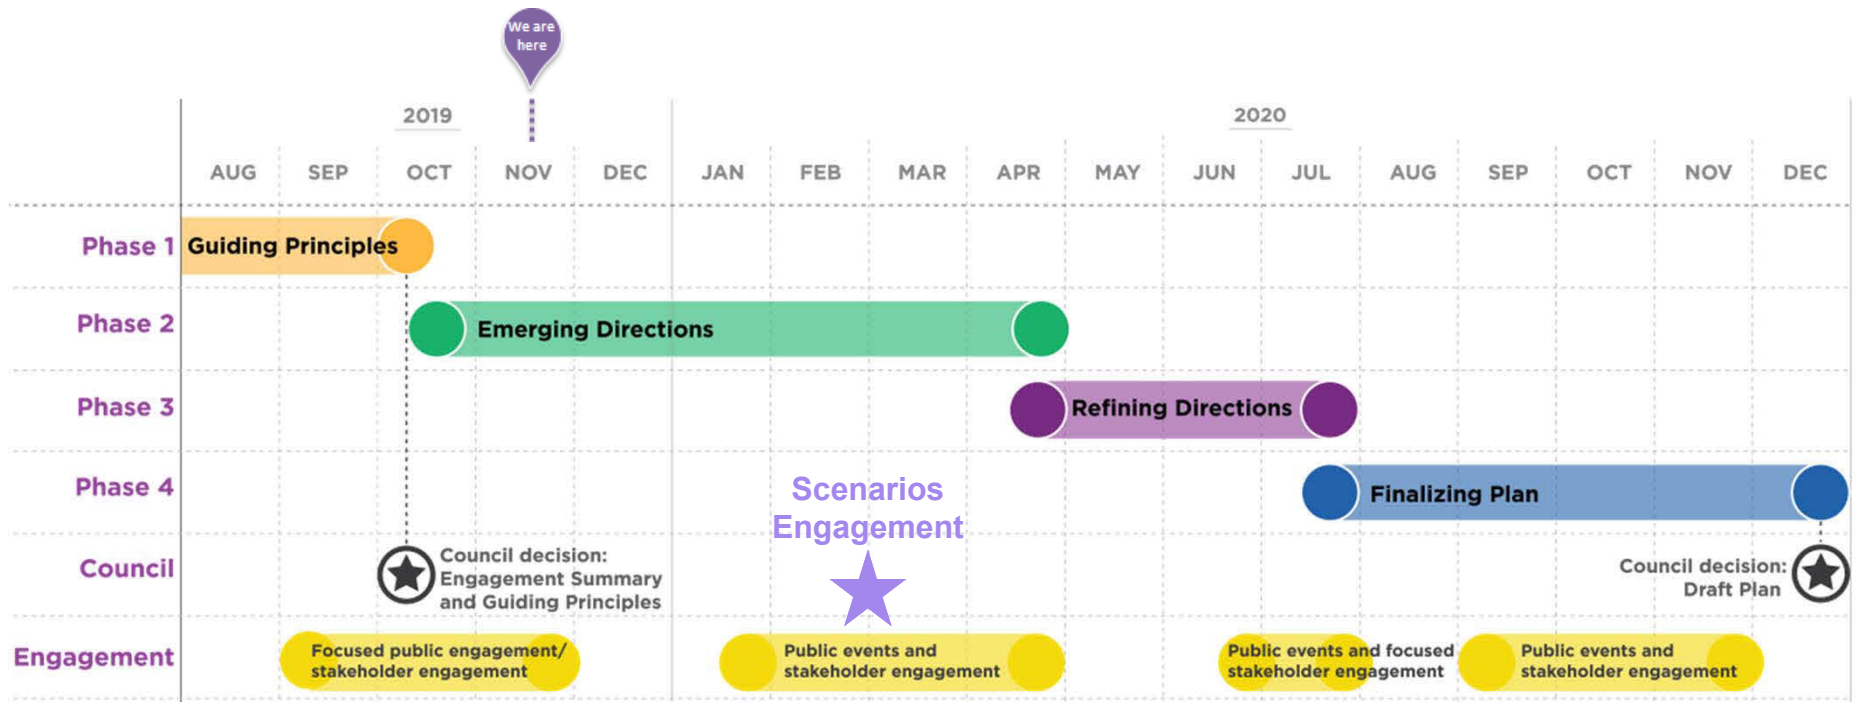 We are
here
2019
2020
AUG SEP OCT NOV DEC JAN FEB MAR APR MAY JUN JUL AUG SEP OCT NOV DEC
Phase 1 Guiding Principles
Phase 2 Emerging Directions
Phase 3 Refining Directions
Phase 4 Finalizing Plan
Scenarios
Engagement
Council
Council decision:
Engagement Summary
and Guiding Principles
Council decision:
Draft Plan
Engagement
Focused public engagement/
stakeholder engagement
Public events and
stakeholder engagement
Public events and focused
stakeholder engagement
Public events and
stakeholder engagement